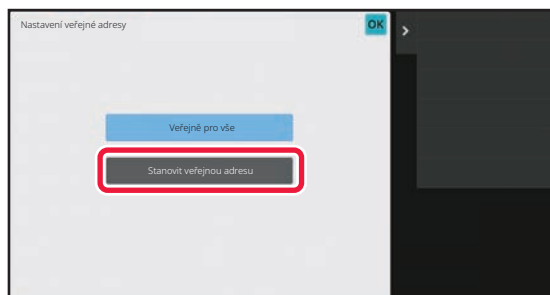 Nastavení veřejné adresy
OK
Veřejně pro vše
Stanovit veřejnou adresu